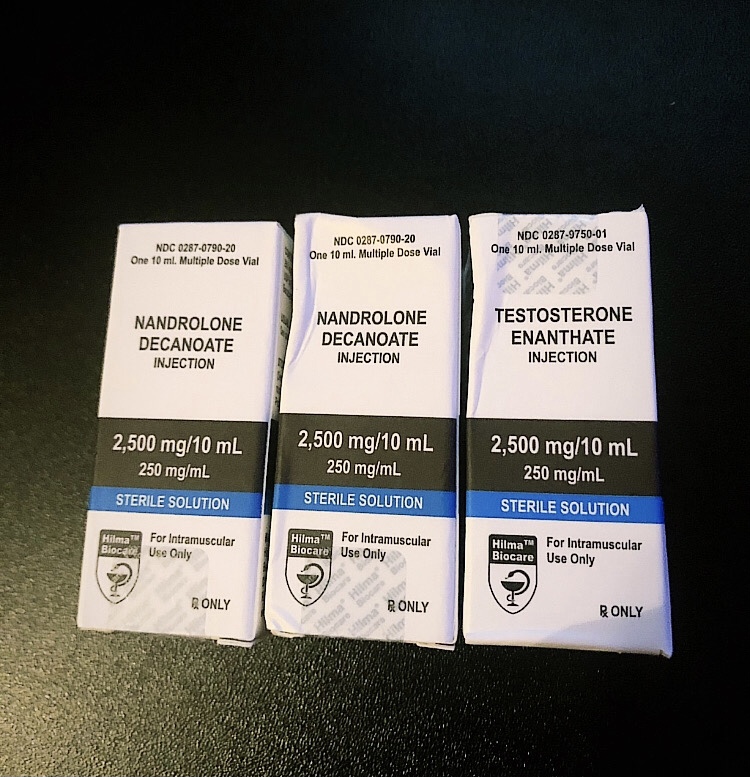 NDC 0287-0790-20
One 10 ml. Multiple Dose Vial
NANDROLONE
DECANOATE
INJECTION
2,500 mg/10 mL
250 mg/mL
STERILE SOLUTION
Hilma™
Biocare
For Intramuscular
Use Only
℞ ONLY
NDC 0287-0790-20
One 10 ml. Multiple Dose Vial
NANDROLONE
DECANOATE
INJECTION
2,500 mg/10 mL
250 mg/mL
STERILE SOLUTION
Hilma™
Biocare
For Intramuscular
Use Only
℞ ONLY
NDC 0287-9750-01
One 10 ml. Multiple Dose Vial
TESTOSTERONE
ENANTHATE
INJECTION
2,500 mg/10 mL
250 mg/mL
STERILE SOLUTION
Hilma™
Biocare
For Intramuscular
Use Only
℞ ONLY